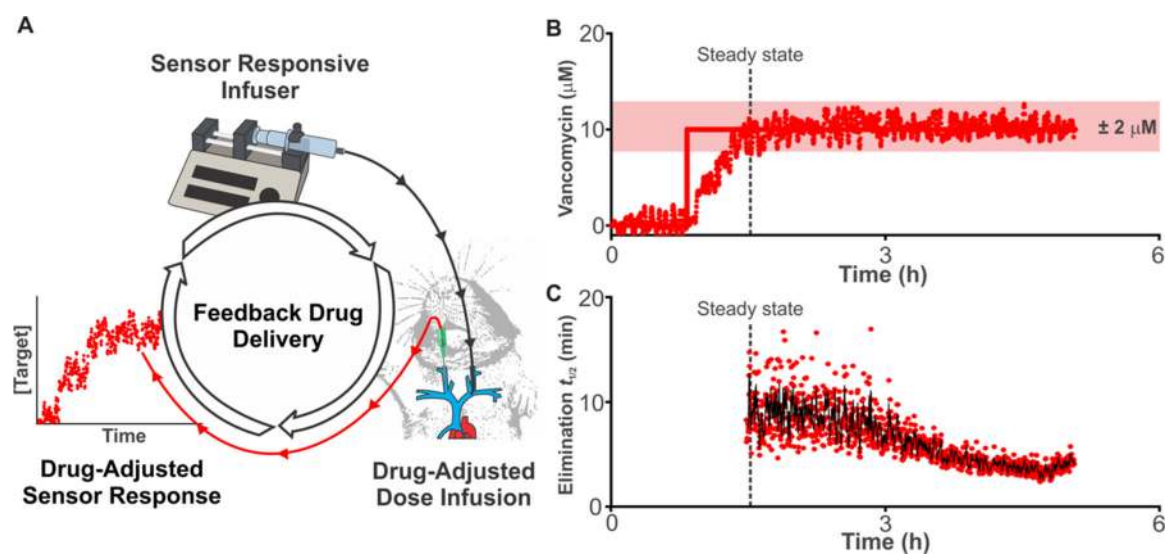 A
Sensor Responsive
Infuser
Feedback Drug
Delivery
[Target]
Time
Drug-Adjusted
Sensor Response
Drug-Adjusted
Dose Infusion
B
Steady state
Vancomycin (µM)
20
10
0
± 2 µM
0
3
6
Time (h)
C
Steady state
Elimination t1/2 (min)
20
10
0
0
3
6
Time (h)